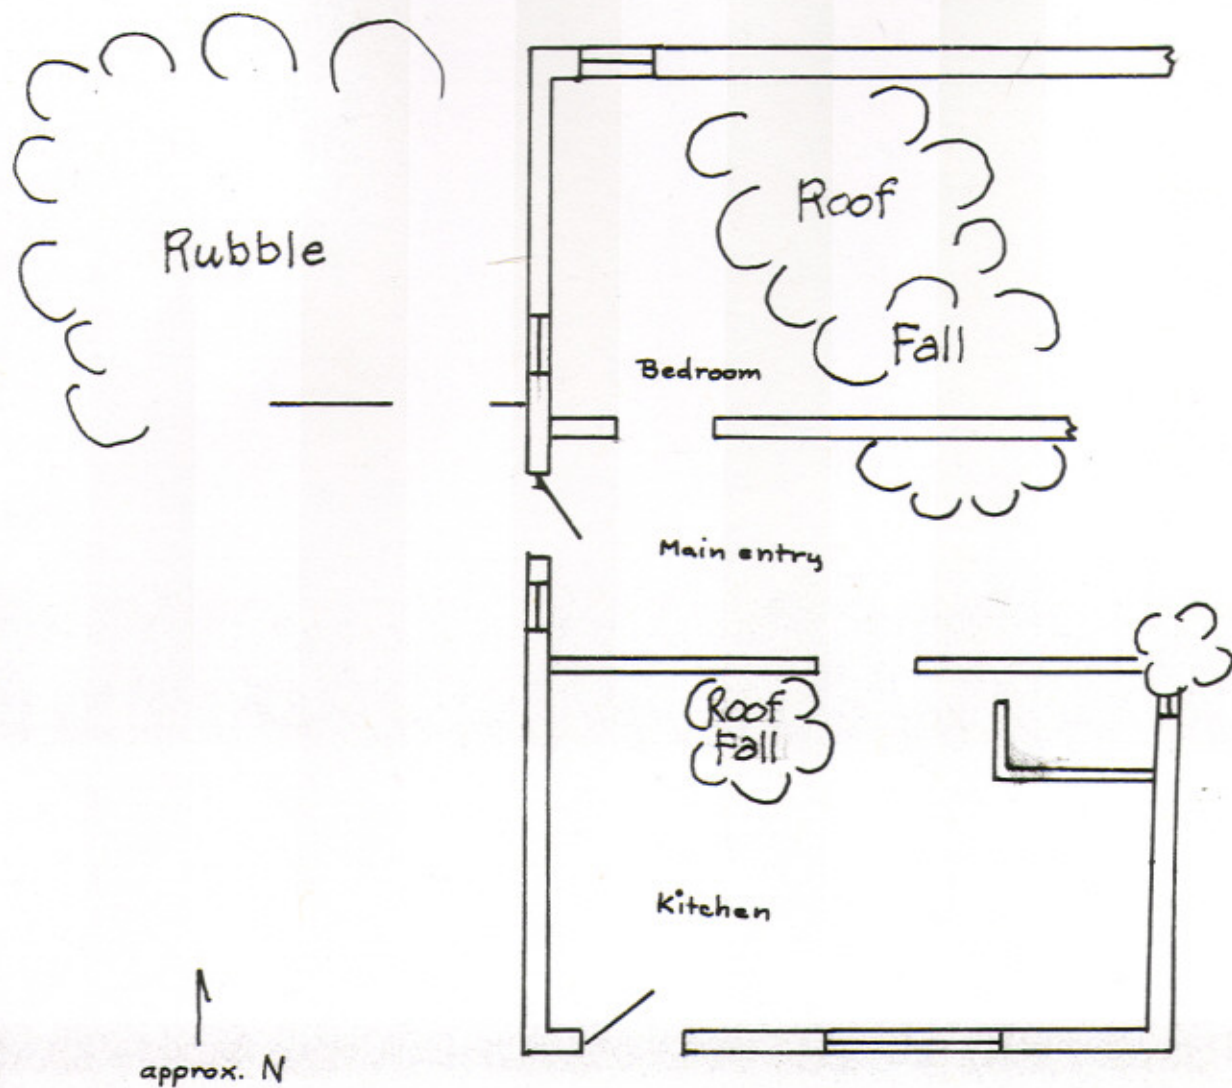 Roof
Rubble
Fall
Bedroom
Main entry
Roof
Fall
Kitchen
approx. N